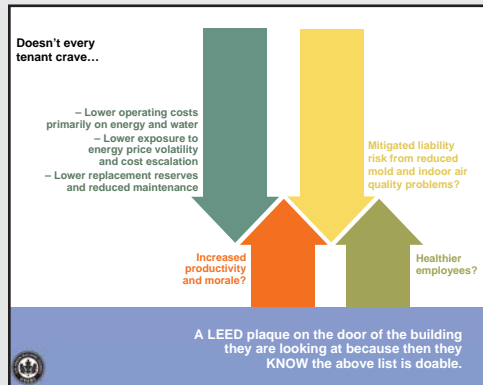 Doesn't every
tenant crave…
– Lower operating costs
primarily on energy and water
– Lower exposure to
energy price volatility
and cost escalation
– Lower replacement reserves
and reduced maintenance
Mitigated liability
risk from reduced
mold and indoor air
quality problems?
Increased
productivity
and morale?
Healthier
employees?
A LEED plaque on the door of the building
they are looking at because then they
KNOW the above list is doable.